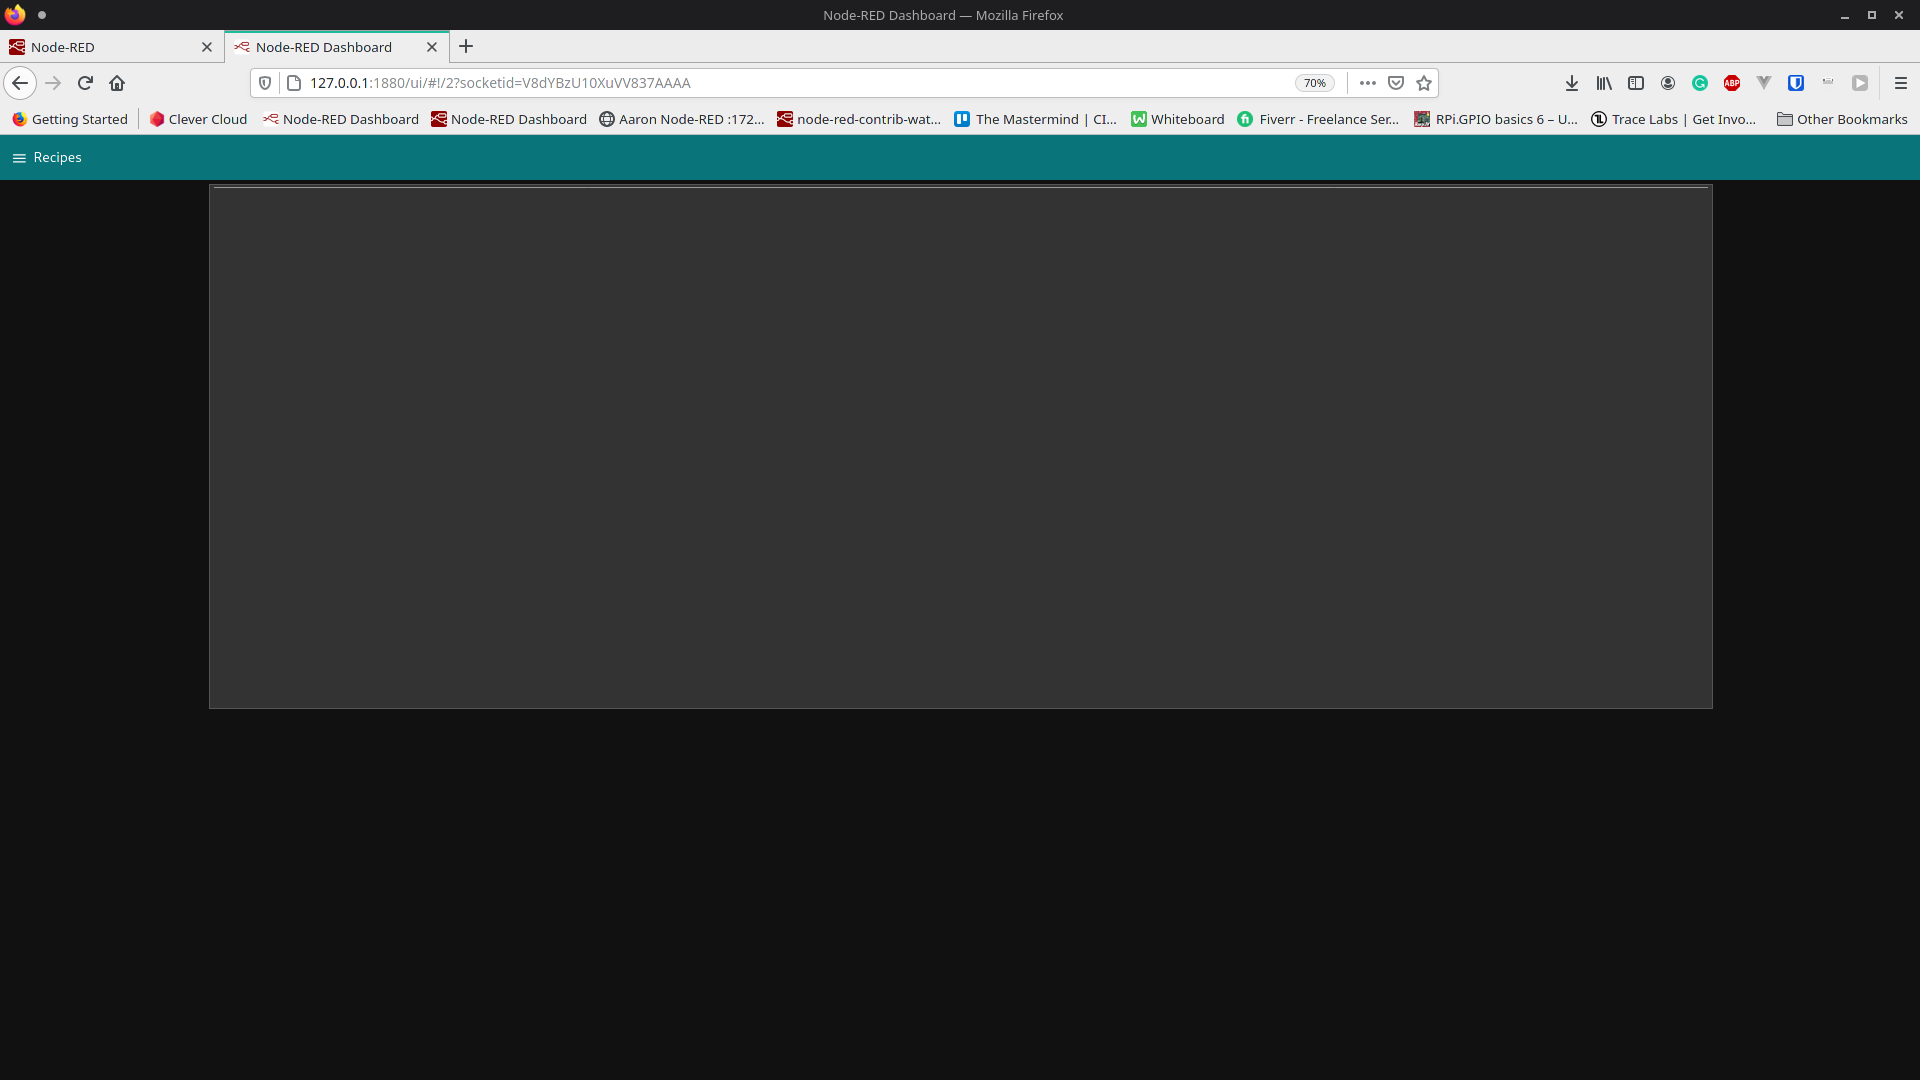 Node-RED Dashboard — Mozilla Firefox
Node-RED
Node-RED Dashboard
127.0.0.1:1880/ui/#!/2?socketid=V8dYBzU10XuVV837AAAA
70%
ABP
Getting Started
Clever Cloud
Node-RED Dashboard
Node-RED Dashboard
Aaron Node-RED :172...
node-red-contrib-wat...
The Mastermind | CI...
Whiteboard
Fiverr - Freelance Ser...
RPi.GPIO basics 6 – U...
Trace Labs | Get Invo...
Other Bookmarks
Recipes